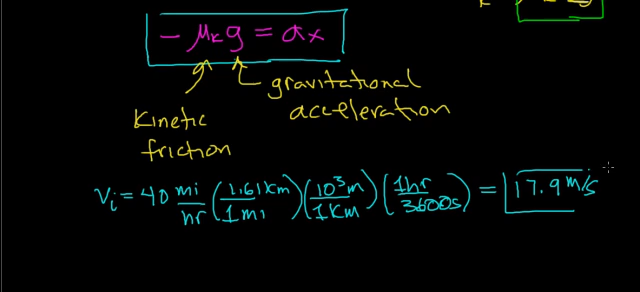 - μk g = ax
gravitational
acceleration
Kinetic
friction
Vi = 40 mi/hr (1.61 km/1 mi) (10³ m/1 km) (1 hr/3600 s) = 17.9 m/s